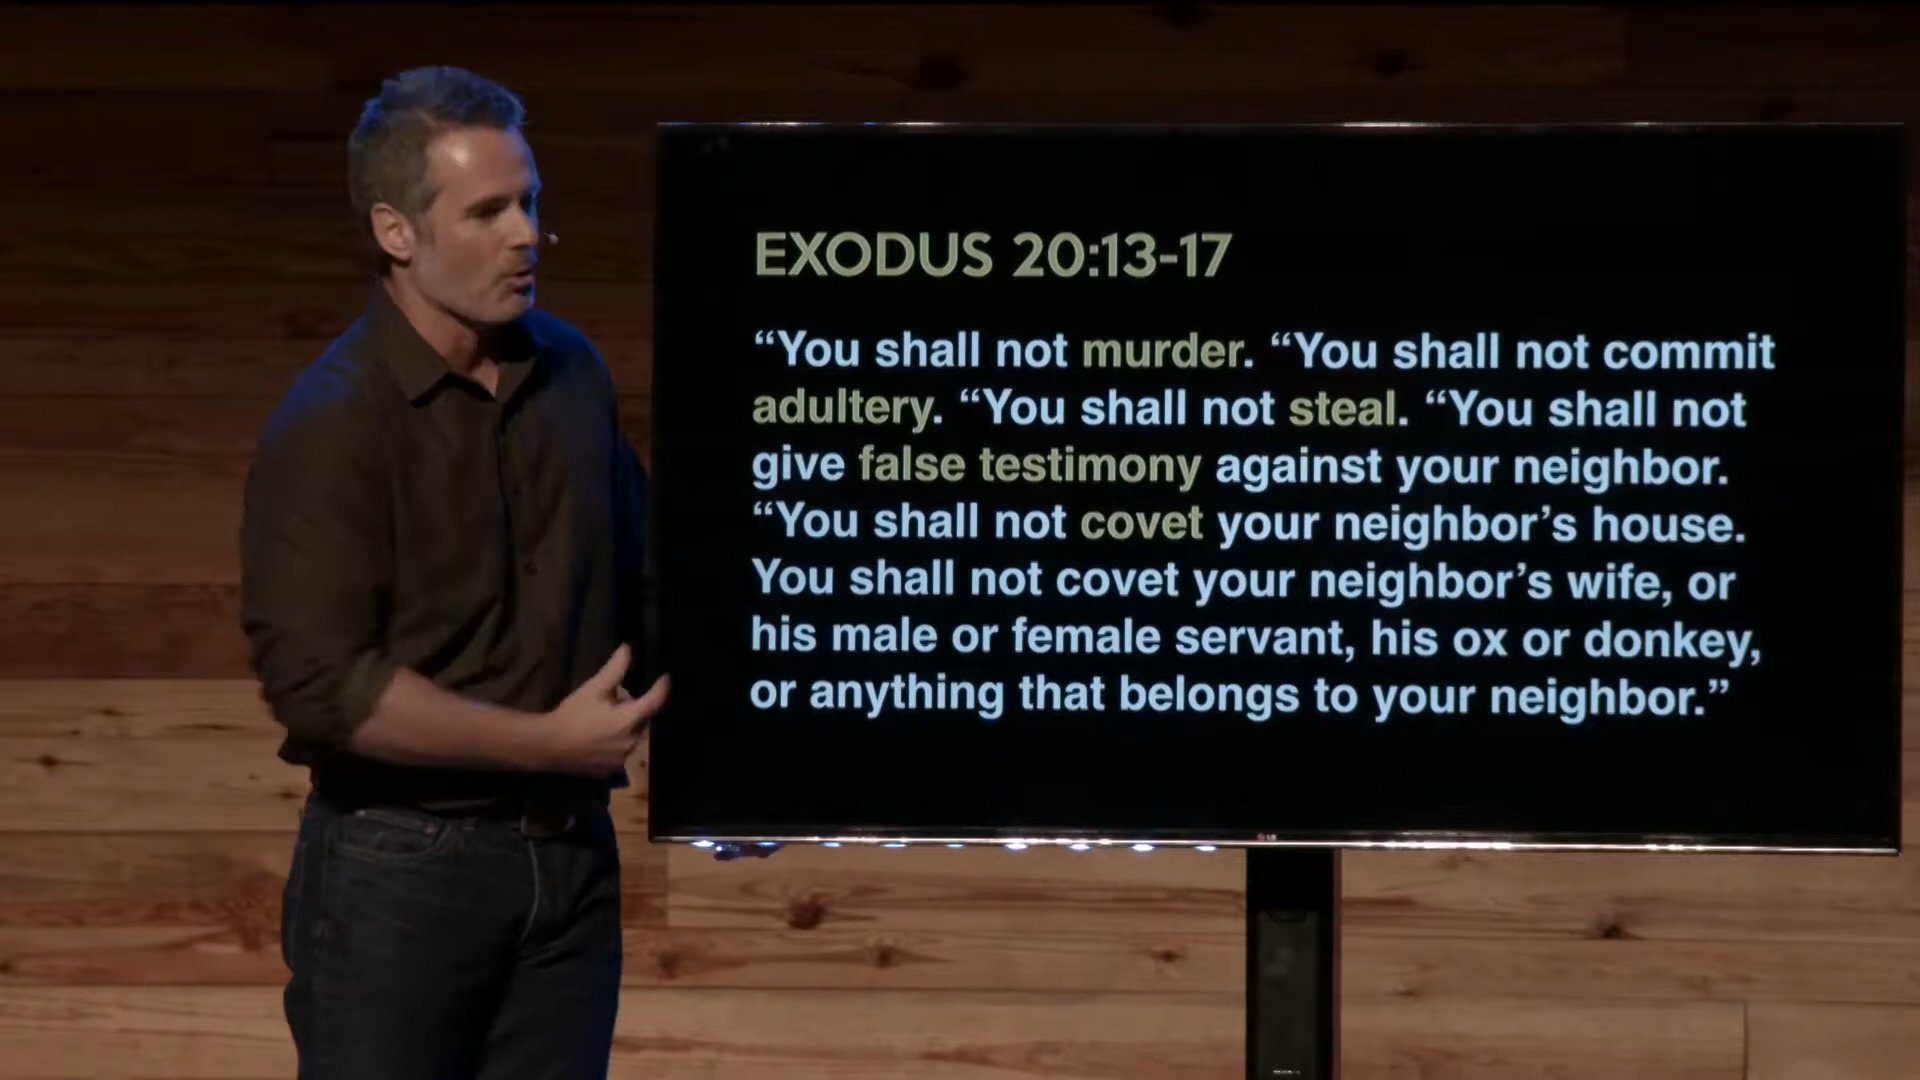 EXODUS 20:13-17
“You shall not murder. “You shall not commit
adultery. “You shall not steal. “You shall not
give false testimony against your neighbor.
“You shall not covet your neighbor’s house.
You shall not covet your neighbor’s wife, or
his male or female servant, his ox or donkey,
or anything that belongs to your neighbor.”
LG